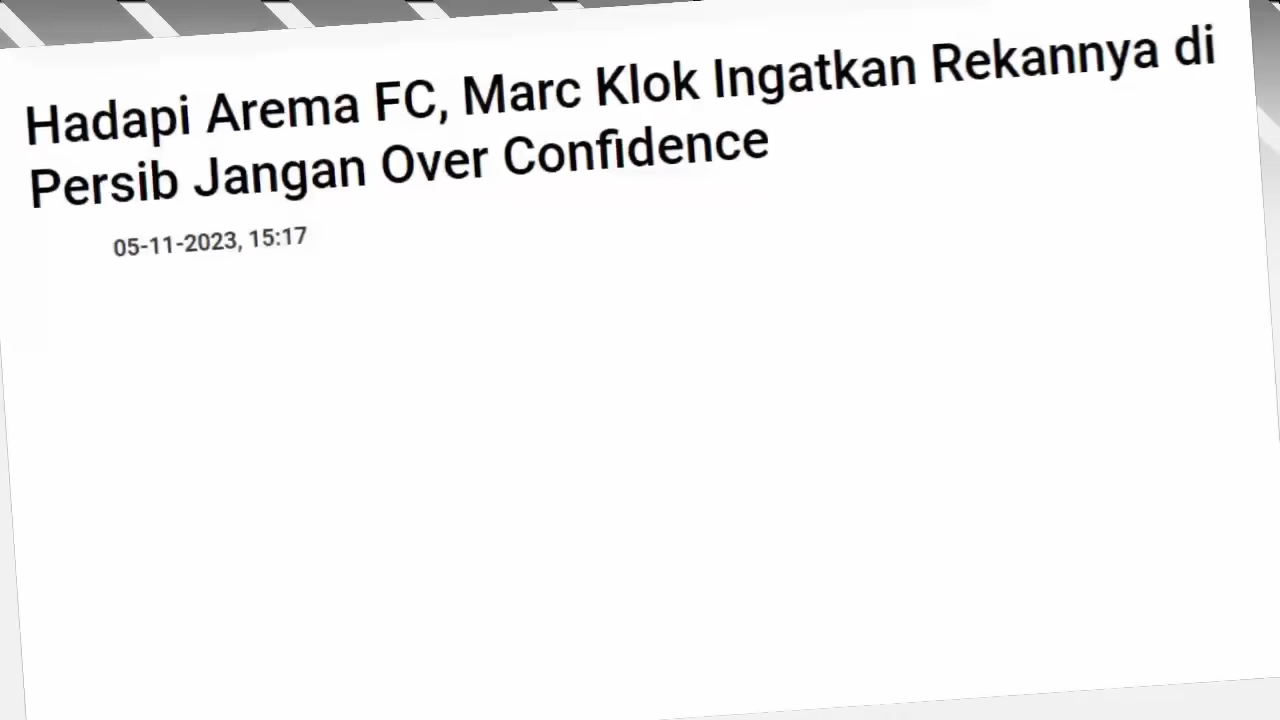 Hadapi Arema FC, Marc Klok Ingatkan Rekannya di
Persib Jangan Over Confidence
05-11-2023, 15:17